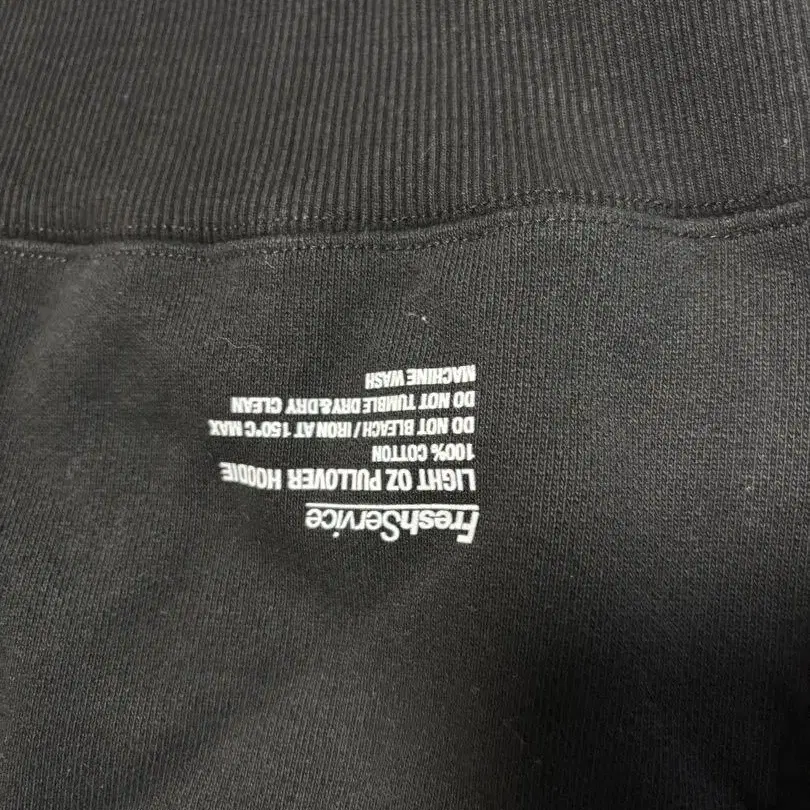 FreshService
LIGHT OZ PULLOVER HOODIE
100% COTTON
DO NOT BLEACH / IRON AT 150°C MAX
DO NOT TUMBLE DRY&DRY CLEAN
MACHINE WASH